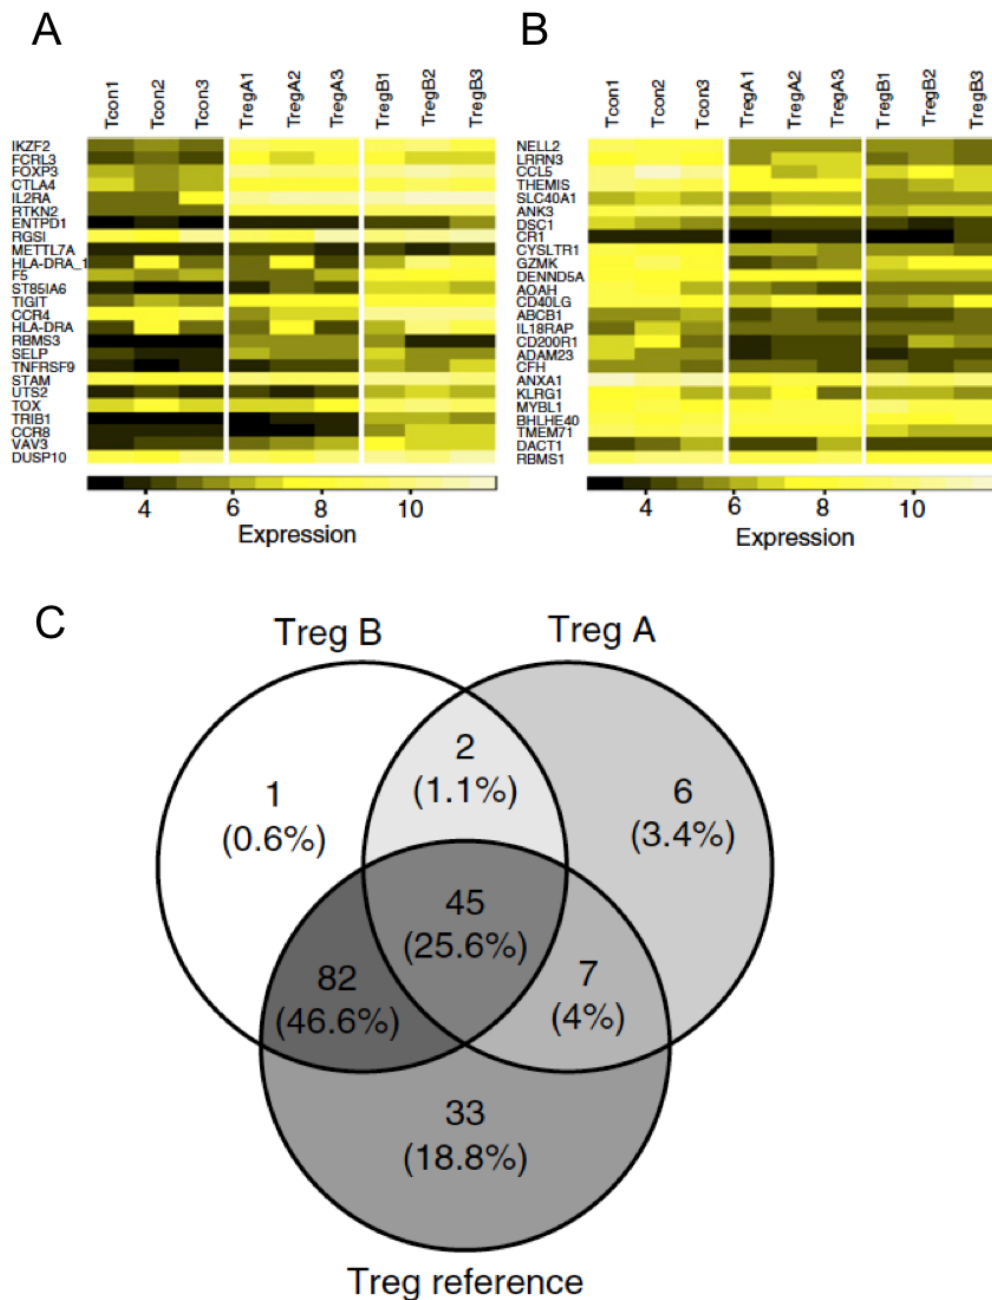 A
B
Tcon1 Tcon2 Tcon3 TregA1 TregA2 TregA3 TregB1 TregB2 TregB3
Tcon1 Tcon2 Tcon3 TregA1 TregA2 TregA3 TregB1 TregB2 TregB3
IKZF2
FCRL3
FOXP3
CTLA4
IL2RA
RTKN2
ENTPD1
RGSI
METTL7A
HLA-DRA_1
F5
ST85IA6
TIGIT
CCR4
HLA-DRA
RBMS3
SELP
TNFRSF9
STAM
UTS2
TOX
TRIB1
CCR8
VAV3
DUSP10
4 6 8 10
Expression
NELL2
LRRN3
CCL5
THEMIS
SLC40A1
ANK3
DSC1
CR1
CYSLTR1
GZMK
DENND5A
AOAH
CD40LG
ABCB1
IL18RAP
CD200R1
ADAM23
CFH
ANXA1
KLRG1
MYBL1
BHLHE40
TMEM71
DACT1
RBMS1
4 6 8 10
Expression
C
Treg B
Treg A
2
(1.1%)
1
(0.6%)
6
(3.4%)
45
(25.6%)
82
(46.6%)
7
(4%)
33
(18.8%)
Treg reference